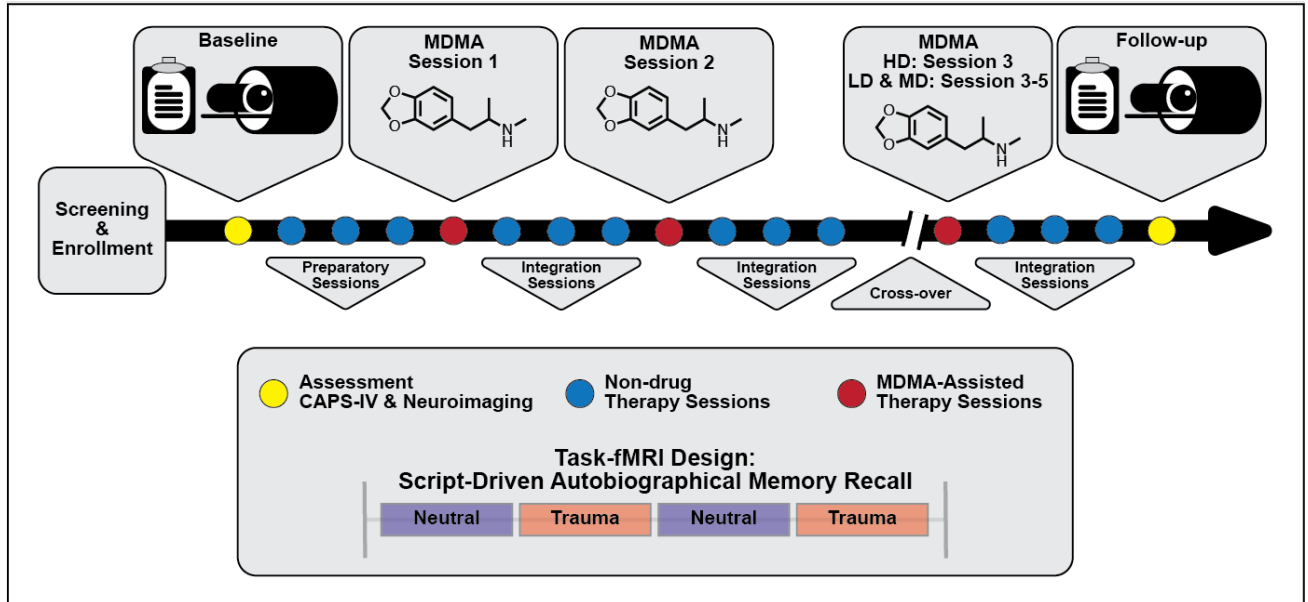 Baseline
MDMA
Session 1
MDMA
Session 2
MDMA
HD: Session 3
LD & MD: Session 3-5
Follow-up
O
O
N
H
O
O
N
H
O
O
N
H
Screening
&
Enrollment
Preparatory
Sessions
Integration
Sessions
Integration
Sessions
Cross-over
Integration
Sessions
Assessment
CAPS-IV & Neuroimaging
Non-drug
Therapy Sessions
MDMA-Assisted
Therapy Sessions
Task-fMRI Design:
Script-Driven Autobiographical Memory Recall
Neutral
Trauma
Neutral
Trauma